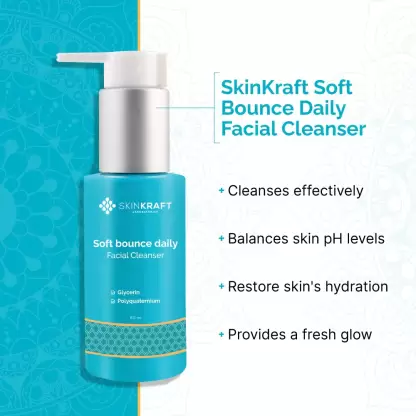 SkinKraft Soft
Bounce Daily
Facial Cleanser
+ Cleanses effectively
+ Balances skin pH levels
+ Restore skin's hydration
+ Provides a fresh glow
SKINKRAFT
Soft bounce daily
Facial Cleanser
Glycerin
Polyquaternium